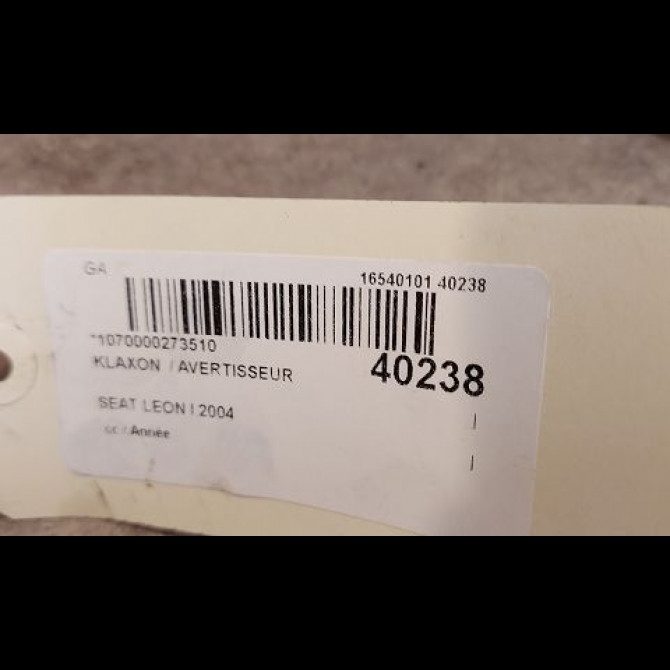 GA
16540101 40238
*1070000273510
40238
KLAXON / AVERTISSEUR
SEAT LEON I 2004
cc / Année